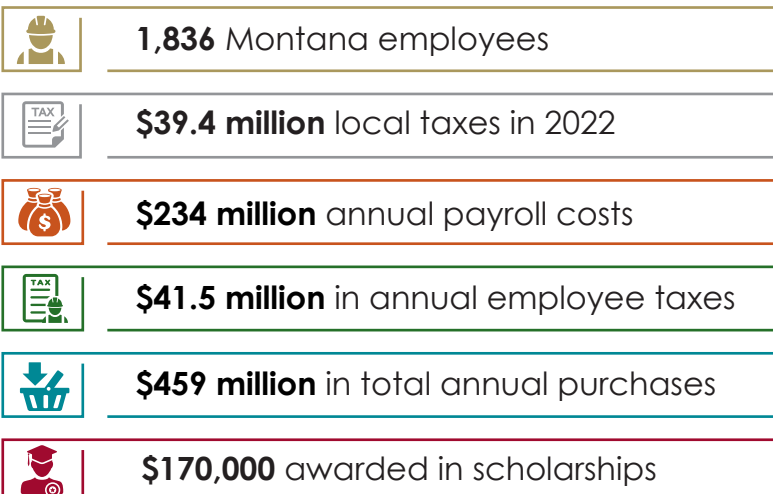 1,836 Montana employees
TAX
$39.4 million local taxes in 2022
$
$234 million annual payroll costs
TAX
$41.5 million in annual employee taxes
$459 million in total annual purchases
$170,000 awarded in scholarships